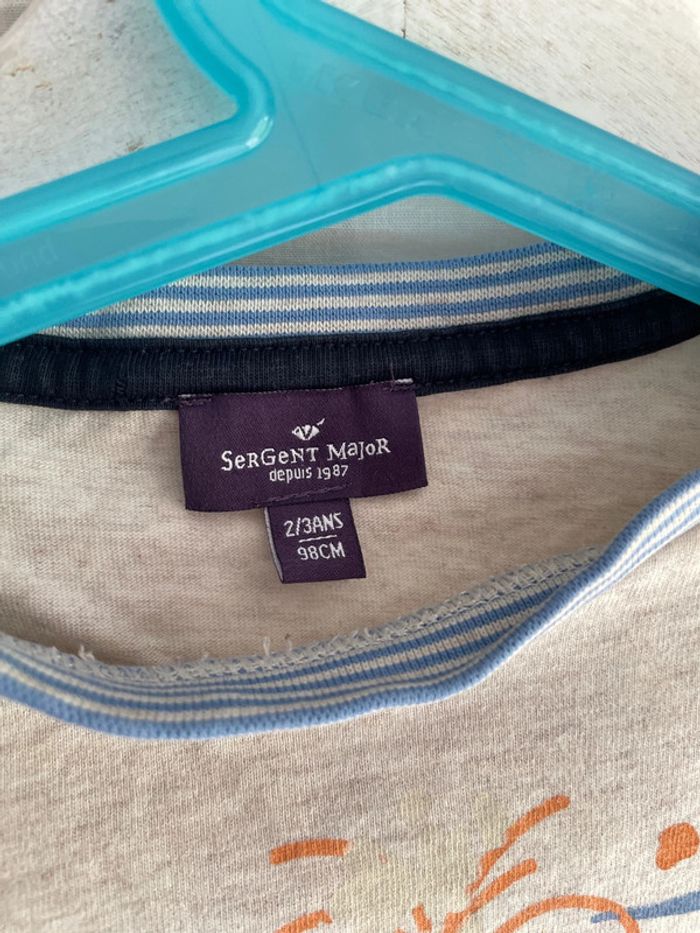 SerGeNT MaJoR
depuis 1987
2/3ANS
98CM